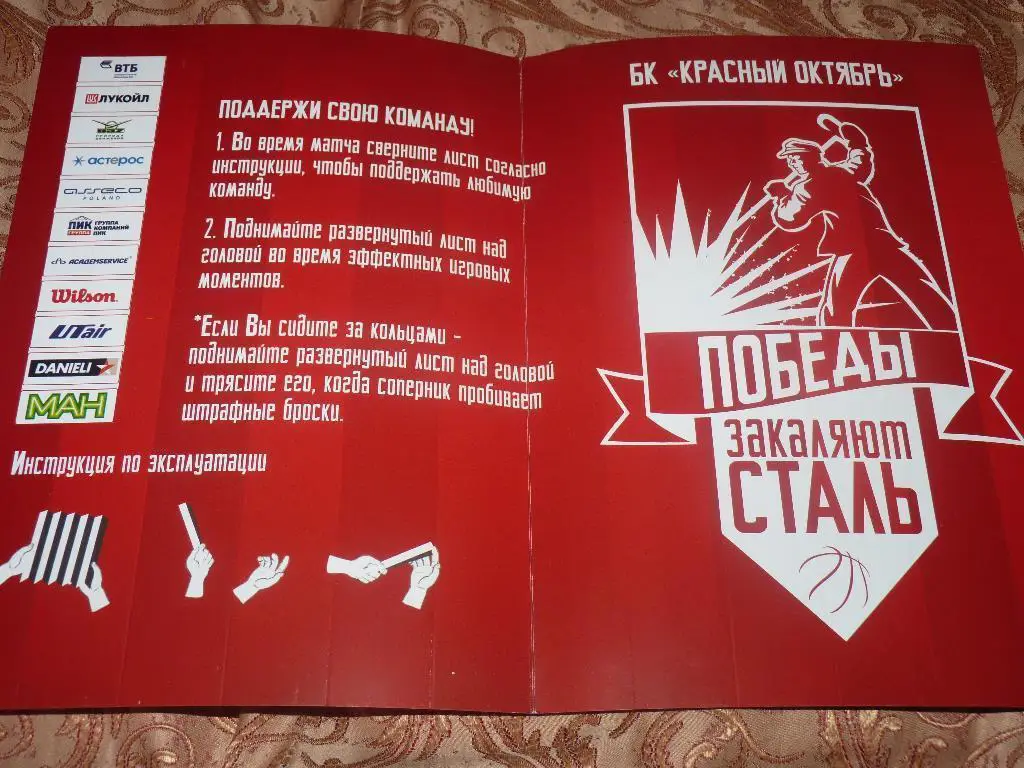 ВТБ
ЛУКОЙЛ
астерос
asseco
POLAND
ПИК ГРУППА КОМПАНИЙ ПИК
ГРУППА
ACADEMSERVICE
Wilson.
UTair
DANIELI
МАН
ПОДДЕРЖИ СВОЮ КОМАНДУ!
1. Во время матча сверните лист согласно
инструкции, чтобы поддержать любимую
команду.
2. Поднимайте развернутый лист над
головой во время эффектных игровых
моментов.
*Если Вы сидите за кольцами -
поднимайте развернутый лист над головой
и трясите его, когда соперник пробивает
штрафные броски.
Инструкция по эксплуатации
БК «КРАСНЫЙ ОКТЯБРЬ»
ПОБЕДЫ
закаляют
СТАЛЬ